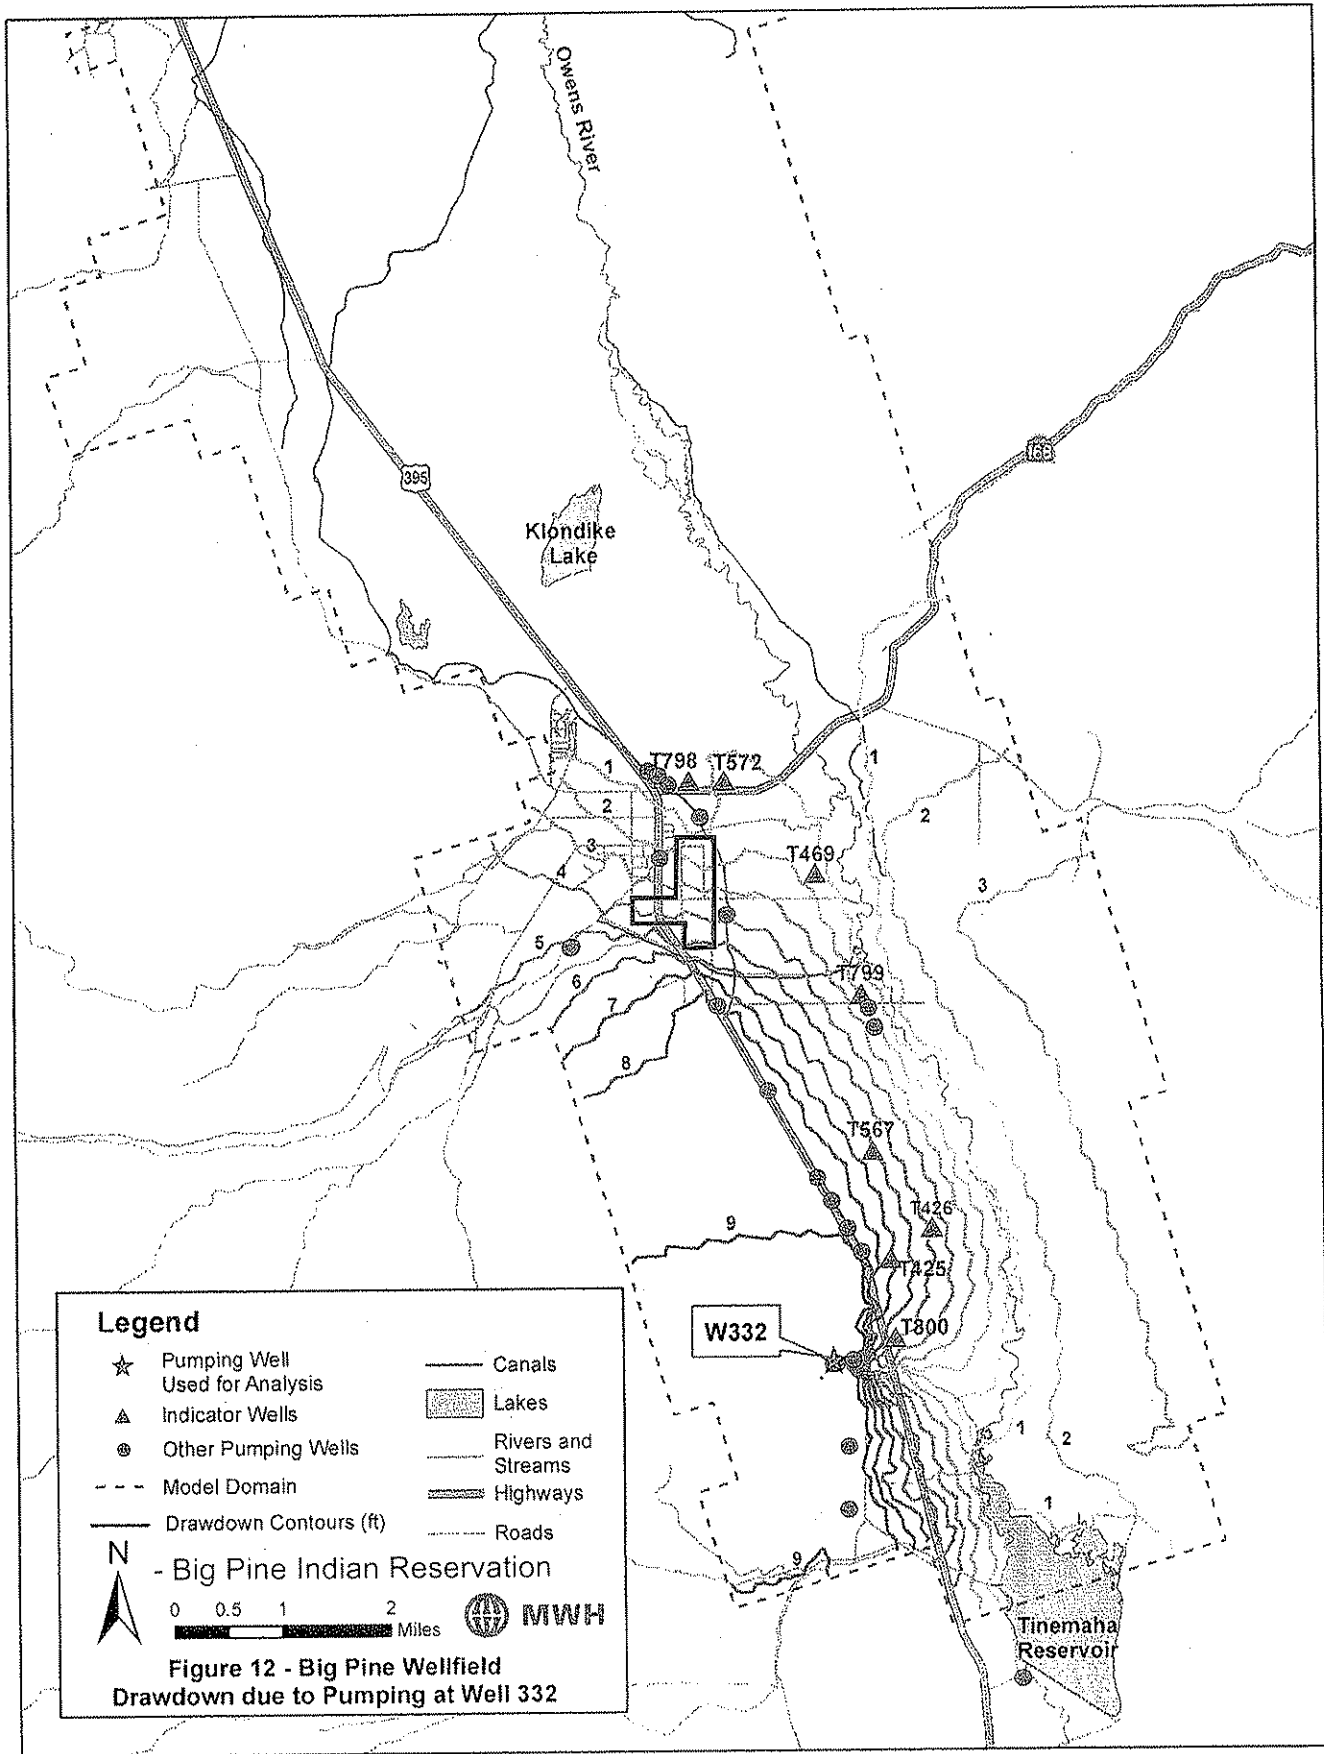 Owens River
168
395
Klondike
Lake
T798
T572
1
1
2
2
3
T469
4
3
5
T799
6
7
8
T567
T426
9
T425
W332
T800
1
2
1
9
Tinemaha
Reservoir
Legend
Pumping Well
Used for Analysis
Indicator Wells
Other Pumping Wells
Model Domain
Drawdown Contours (ft)
Canals
Lakes
Rivers and
Streams
Highways
Roads
N
- Big Pine Indian Reservation
0 0.5 1 2
Miles
MWH
Figure 12 - Big Pine Wellfield
Drawdown due to Pumping at Well 332